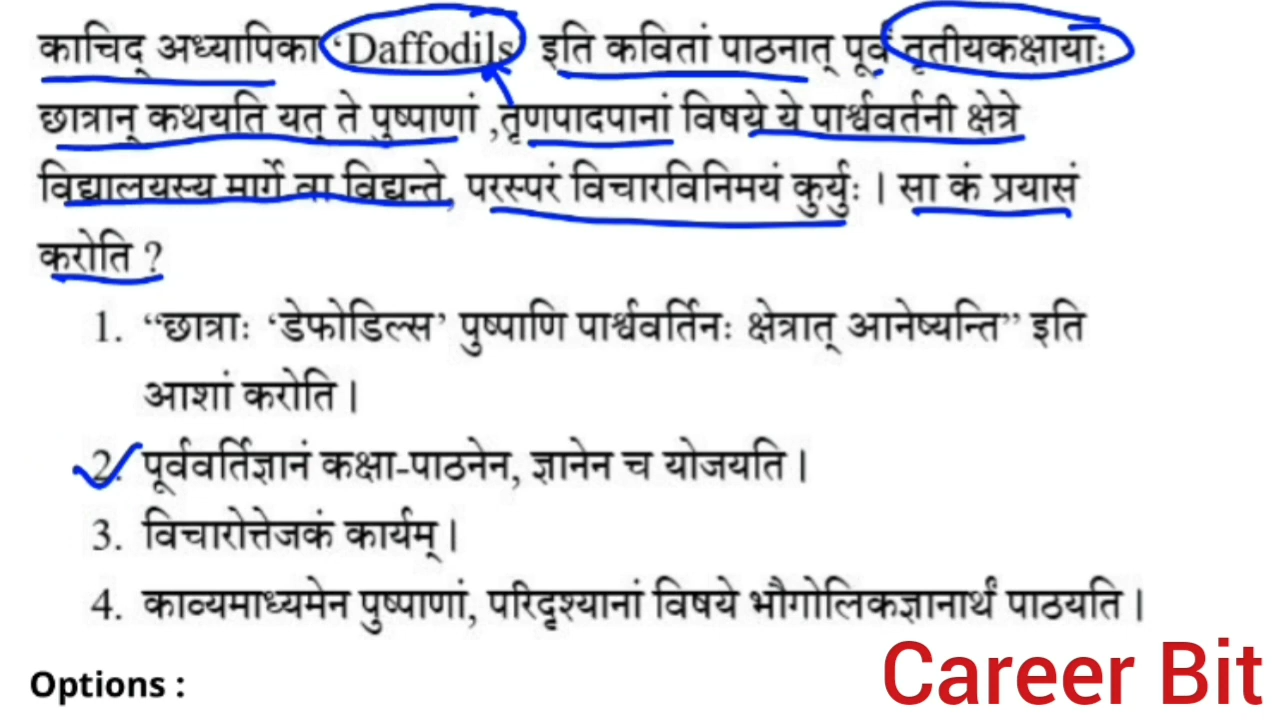 काचिद् अध्यापिका ‘Daffodils’ इति कवितां पाठनात् पूर्वं तृतीयकक्षायाः
छात्रान् कथयति यत् ते पुष्पाणां ,तृणपादपानां विषये ये पार्श्ववर्तनी क्षेत्रे
विद्यालयस्य मार्गे वा विद्यन्ते, परस्परं विचारविनिमयं कुर्युः । सा कं प्रयासं
करोति ?
1. “छात्राः ‘डेफोडिल्स’ पुष्पाणि पार्श्ववर्तिनः क्षेत्रात् आनेष्यन्ति” इति
आशां करोति ।
2. पूर्ववर्तिज्ञानं कक्षा-पाठनेन, ज्ञानेन च योजयति ।
3. विचारोत्तेजकं कार्यम् ।
4. काव्यमाध्यमेन पुष्पाणां, परिदृश्यानां विषये भौगोलिकज्ञानार्थं पाठयति ।
Options :
Career Bit